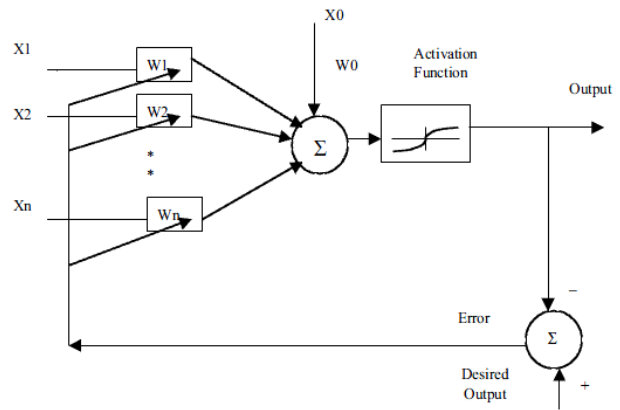 X0
X1
W1
W0
Activation
Function
X2
W2
Output
*
*
Σ
Xn
Wn
−
Error
Σ
Desired
Output
+